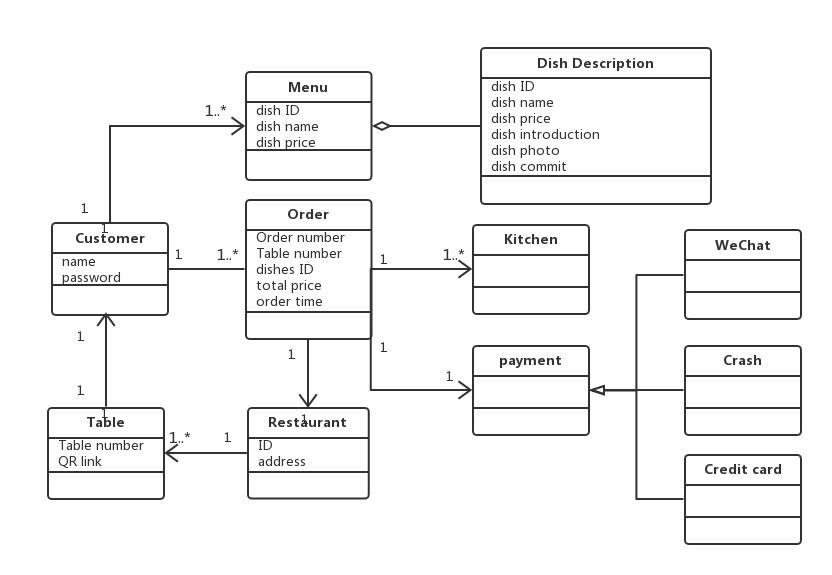 Dish Description
dish ID
dish name
dish price
dish introduction
dish photo
dish commit
Menu
dish ID
dish name
dish price
1..*
1
1
Customer
name
password
1
1..*
Order
Order number
Table number
dishes ID
total price
order time
1
1..*
Kitchen
WeChat
1
1
payment
Crash
Credit card
1
1
1
Table
Table number
QR link
1..*
1
1
1
Restaurant
ID
address